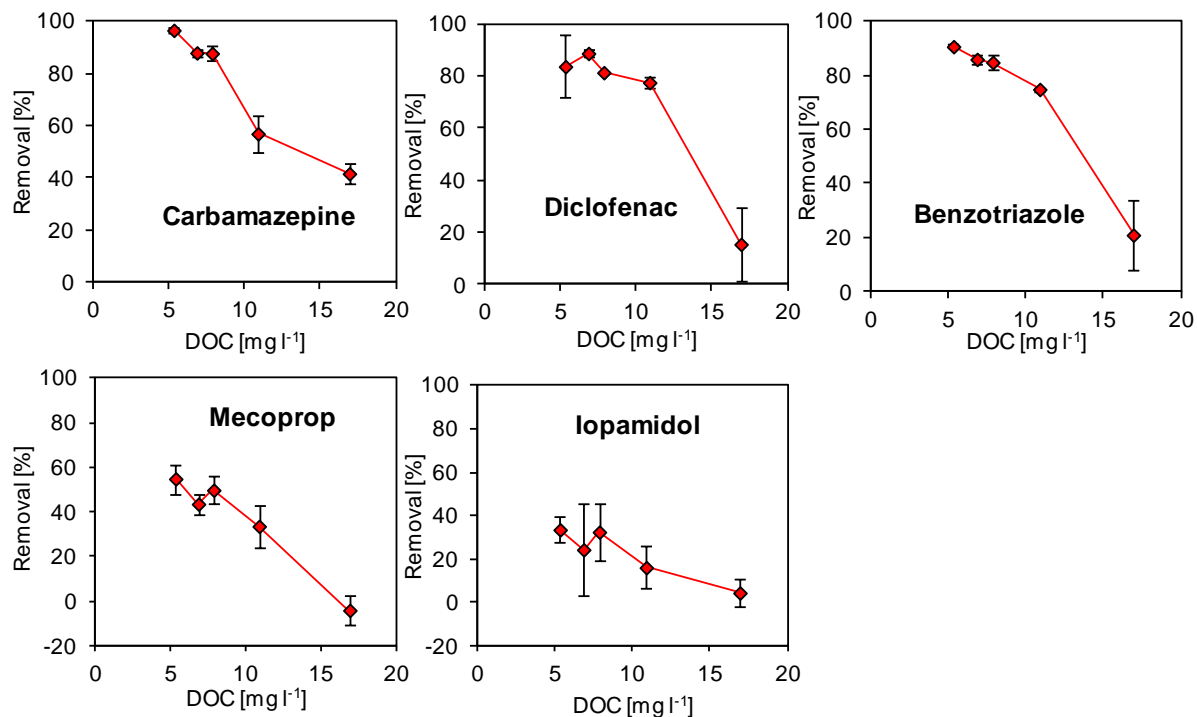 100
80
60
40
20
0
0 5 10 15 20
Removal [%]
DOC [mg l⁻¹]
Carbamazepine
100
80
60
40
20
0
0 5 10 15 20
Removal [%]
DOC [mg l⁻¹]
Diclofenac
100
80
60
40
20
0
0 5 10 15 20
Removal [%]
DOC [mg l⁻¹]
Benzotriazole
100
80
60
40
20
0
-20
0 5 10 15 20
Removal [%]
DOC [mg l⁻¹]
Mecoprop
100
80
60
40
20
0
-20
0 5 10 15 20
Removal [%]
DOC [mg l⁻¹]
Iopamidol